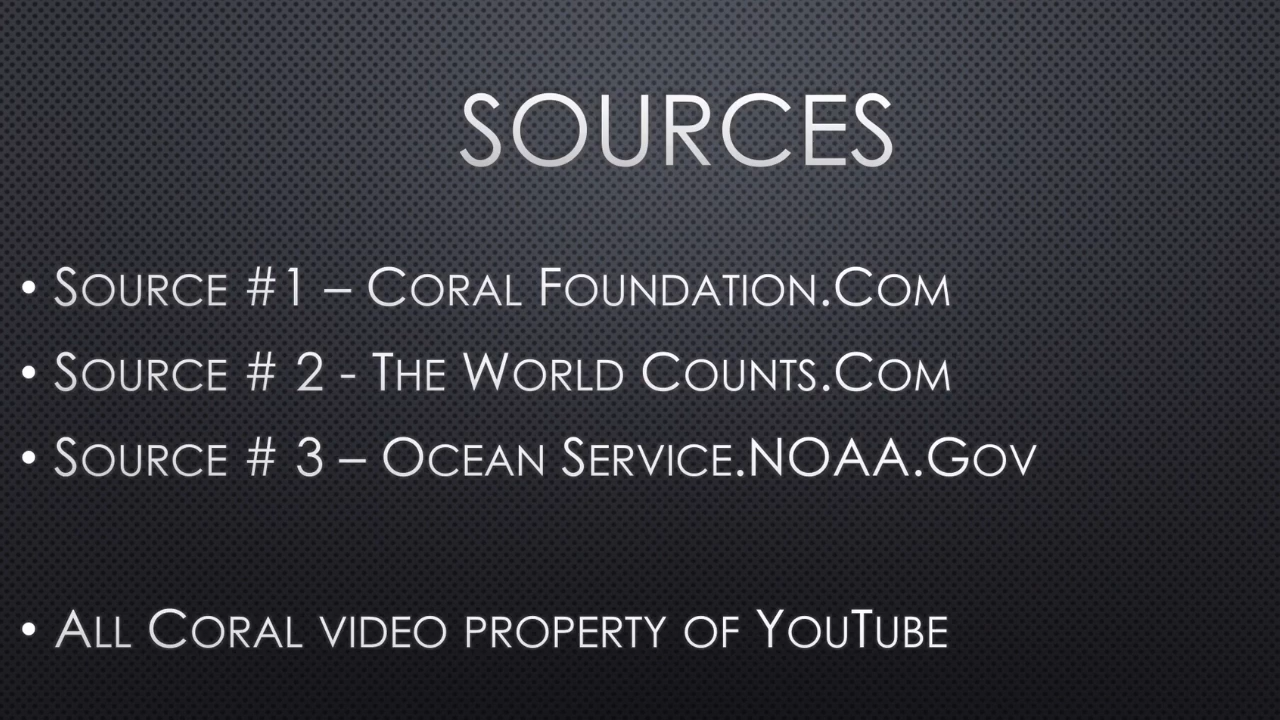 SOURCES
• SOURCE #1 – CORAL FOUNDATION.COM
• SOURCE # 2 - THE WORLD COUNTS.COM
• SOURCE # 3 – OCEAN SERVICE.NOAA.GOV
• ALL CORAL VIDEO PROPERTY OF YOUTUBE